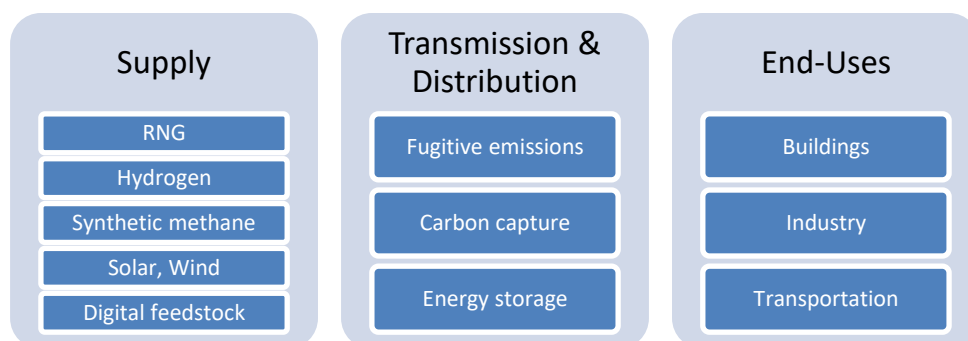 Supply
RNG
Hydrogen
Synthetic methane
Solar, Wind
Digital feedstock
Transmission &
Distribution
Fugitive emissions
Carbon capture
Energy storage
End-Uses
Buildings
Industry
Transportation